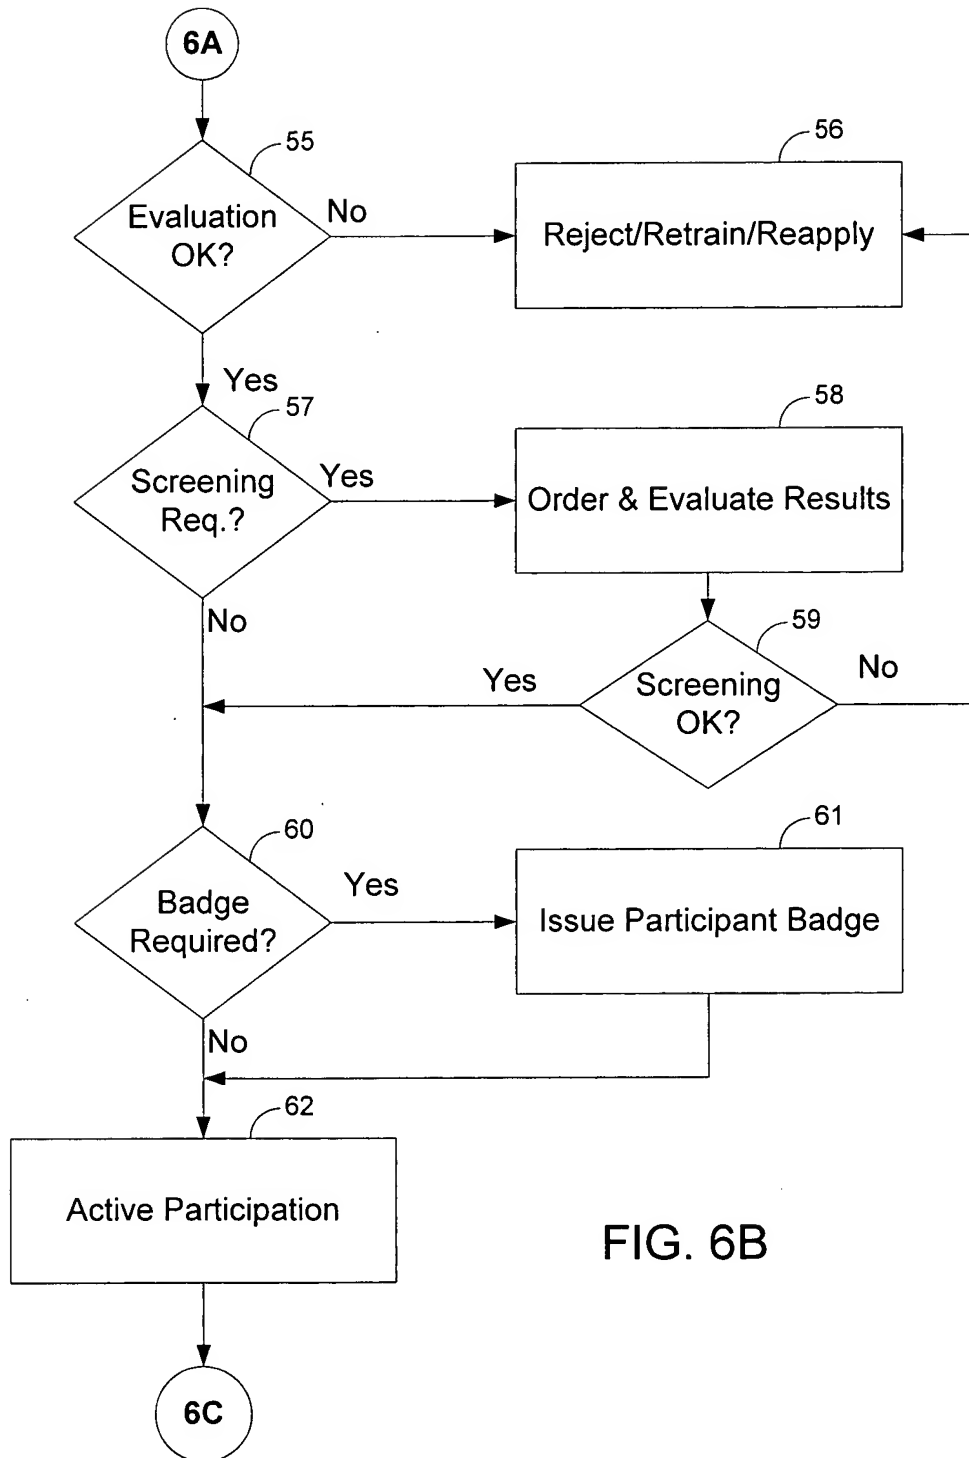 6A
55
Evaluation
OK?
No
56
Reject/Retrain/Reapply
Yes
57
Screening
Req.?
Yes
58
Order & Evaluate Results
No
59
Screening
OK?
Yes
No
60
Badge
Required?
Yes
61
Issue Participant Badge
No
62
Active Participation
FIG. 6B
6C